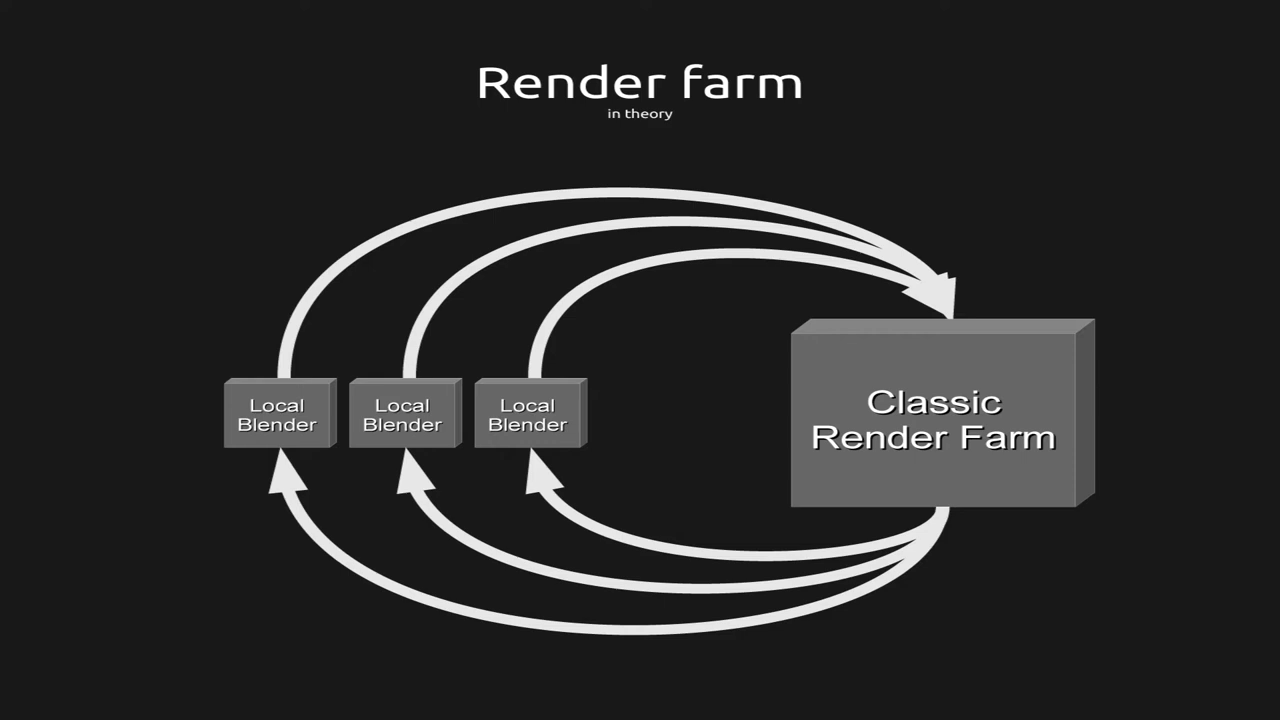 Render farm
in theory
Local
Blender
Local
Blender
Local
Blender
Classic
Render Farm